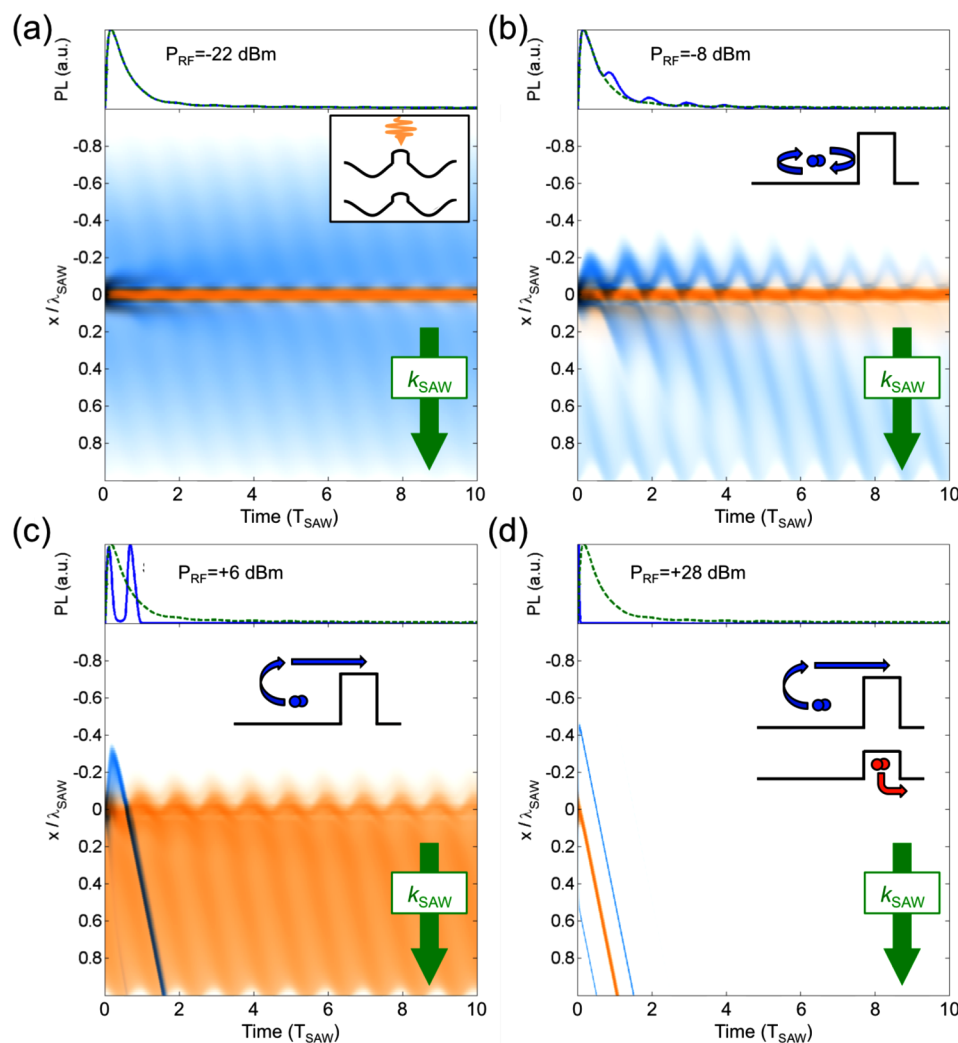 (a)
PL (a.u.)
P_RF=-22 dBm
x / λ_SAW
-0.8
-0.6
-0.4
-0.2
0
0.2
0.4
0.6
0.8
k_SAW
0 2 4 6 8 10
Time (T_SAW)
(b)
PL (a.u.)
P_RF=-8 dBm
x / λ_SAW
-0.8
-0.6
-0.4
-0.2
0
0.2
0.4
0.6
0.8
k_SAW
0 2 4 6 8 10
Time (T_SAW)
(c)
PL (a.u.)
P_RF=+6 dBm
x / λ_SAW
-0.8
-0.6
-0.4
-0.2
0
0.2
0.4
0.6
0.8
k_SAW
0 2 4 6 8 10
Time (T_SAW)
(d)
PL (a.u.)
P_RF=+28 dBm
x / λ_SAW
-0.8
-0.6
-0.4
-0.2
0
0.2
0.4
0.6
0.8
k_SAW
0 2 4 6 8 10
Time (T_SAW)